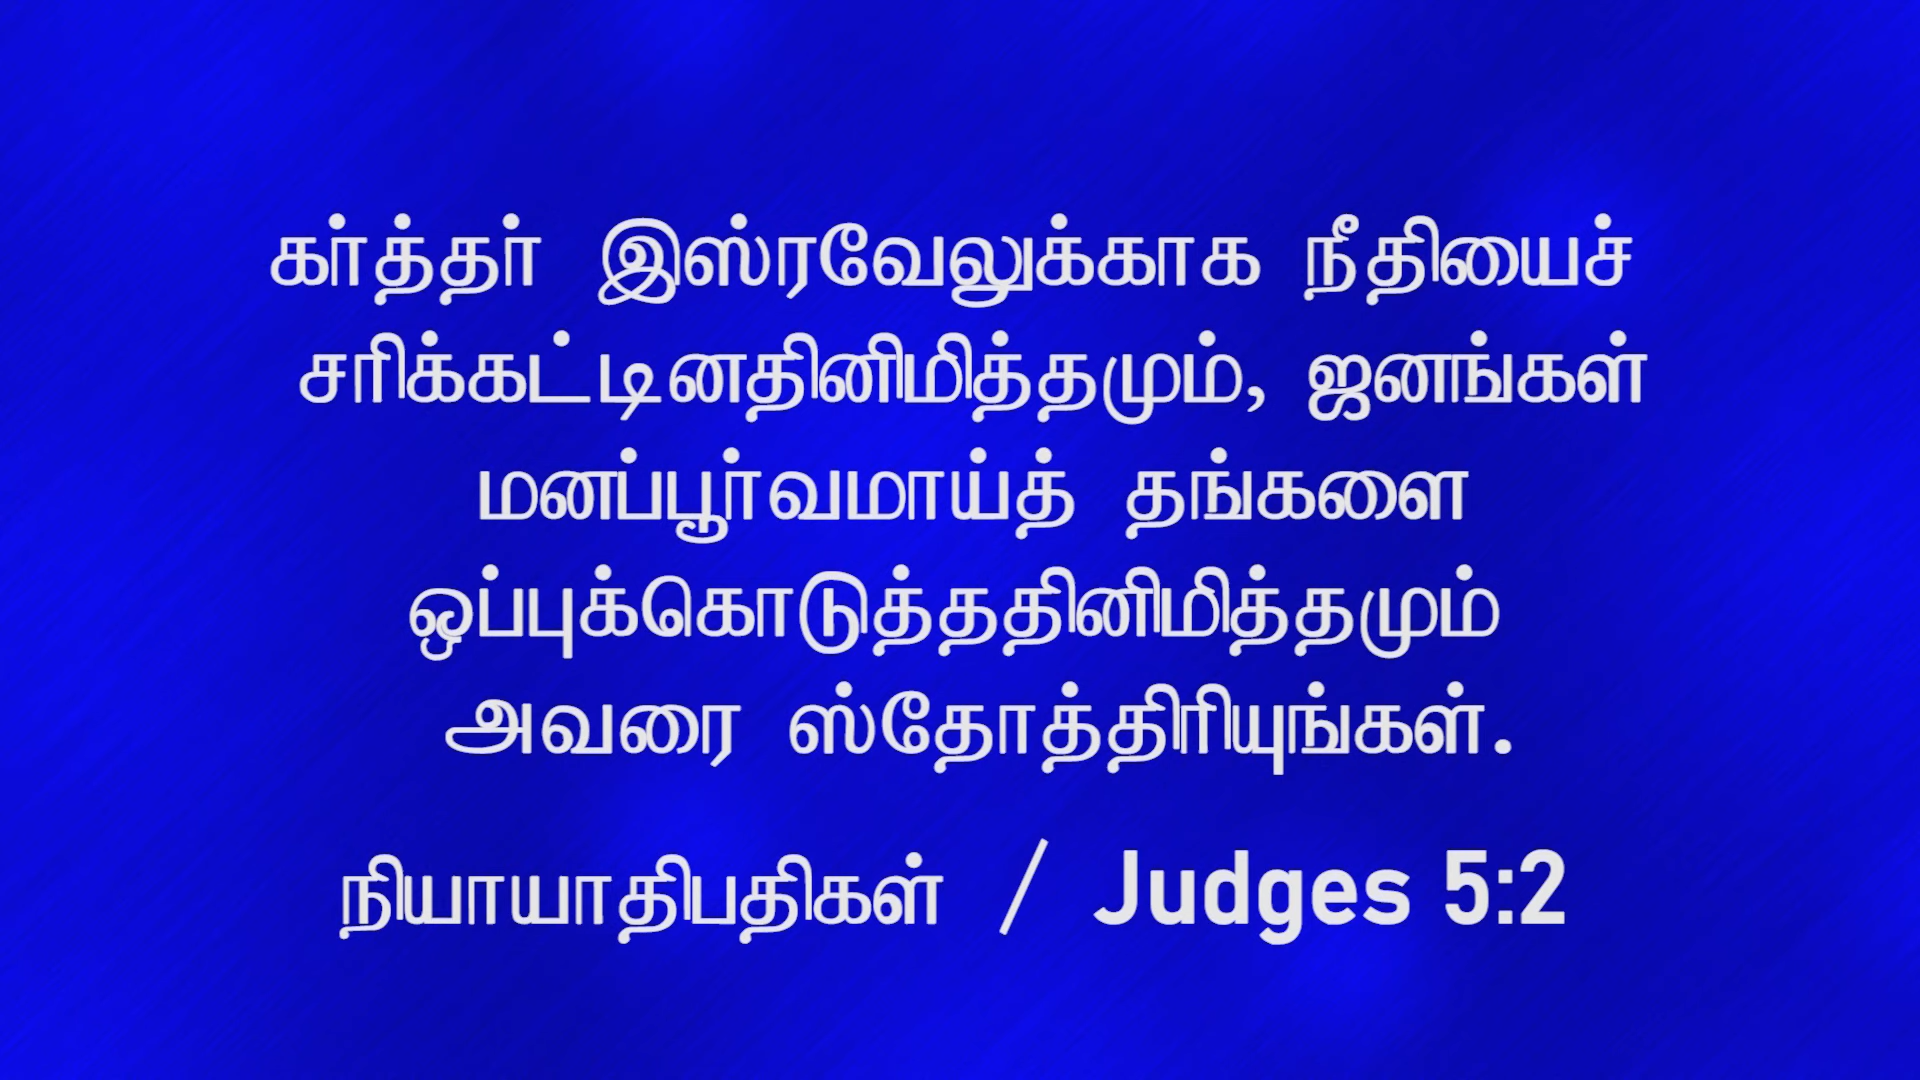 கர்த்தர் இஸ்ரவேலுக்காக நீதியைச்
சரிக்கட்டினதினிமித்தமும், ஜனங்கள்
மனப்பூர்வமாய்த் தங்களை
ஒப்புக்கொடுத்ததினிமித்தமும்
அவரை ஸ்தோத்திரியுங்கள்.
நியாயாதிபதிகள் / Judges 5:2